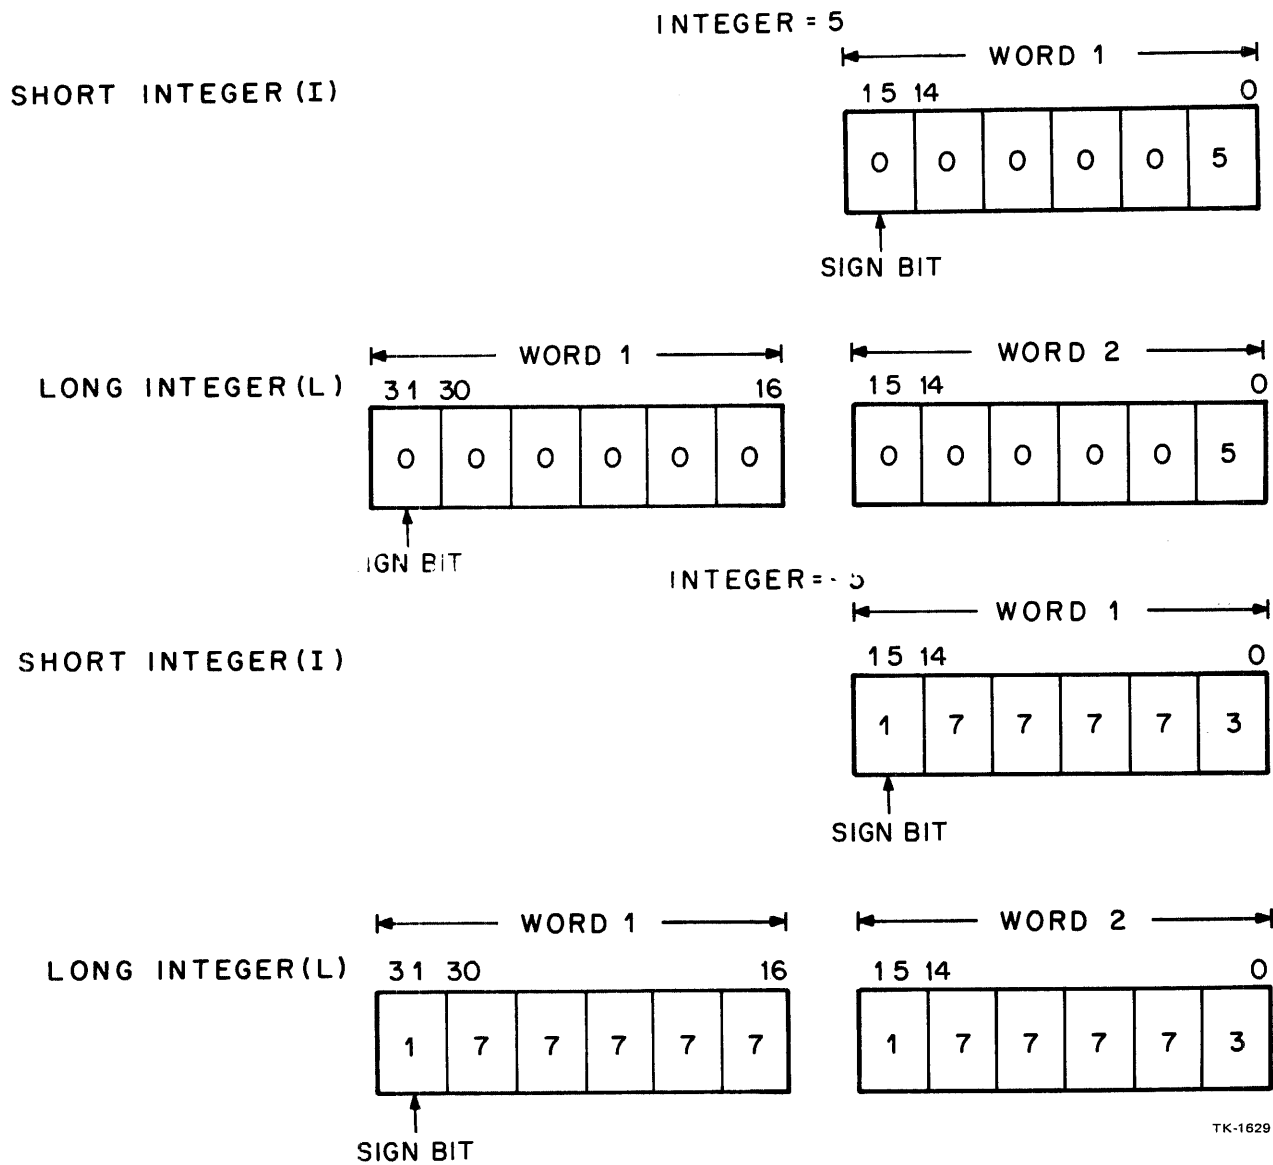 INTEGER = 5
WORD 1
SHORT INTEGER (I)
15 14 0
0 0 0 0 0 5
SIGN BIT
WORD 1 WORD 2
LONG INTEGER (L)
31 30 16 15 14 0
0 0 0 0 0 0 0 0 0 0 0 5
IGN BIT
INTEGER = - 5
WORD 1
SHORT INTEGER (I)
15 14 0
1 7 7 7 7 3
SIGN BIT
WORD 1 WORD 2
LONG INTEGER (L)
31 30 16 15 14 0
1 7 7 7 7 7 1 7 7 7 7 3
SIGN BIT
TK-1629